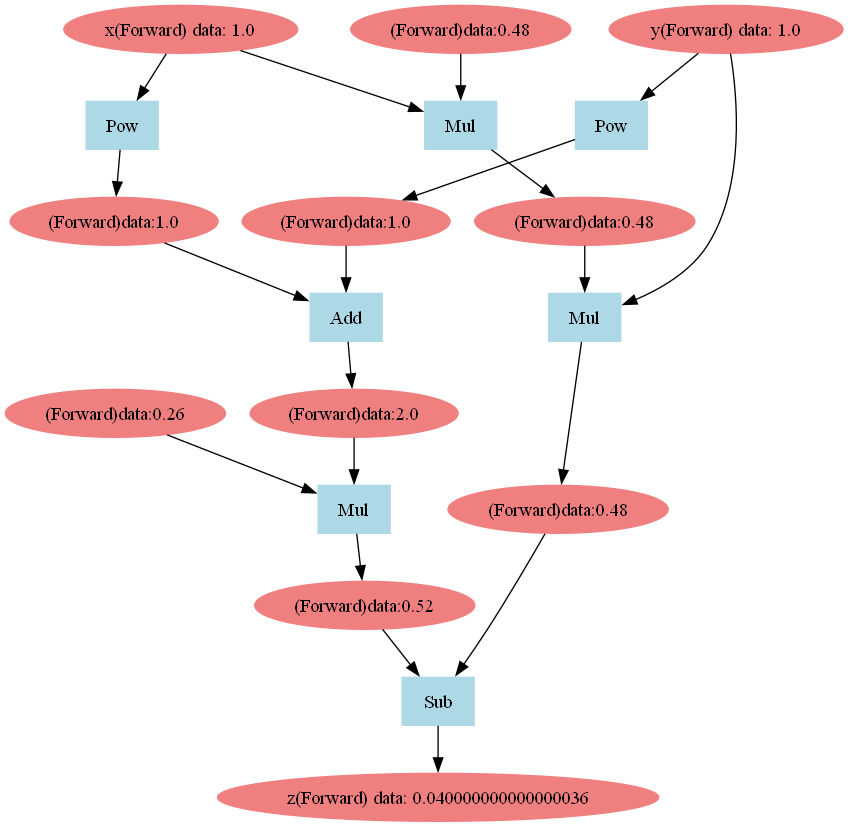 x(Forward) data: 1.0
(Forward)data:0.48
y(Forward) data: 1.0
Pow
Mul
Pow
(Forward)data:1.0
(Forward)data:1.0
(Forward)data:0.48
Add
Mul
(Forward)data:0.26
(Forward)data:2.0
Mul
(Forward)data:0.48
(Forward)data:0.52
Sub
z(Forward) data: 0.040000000000000036